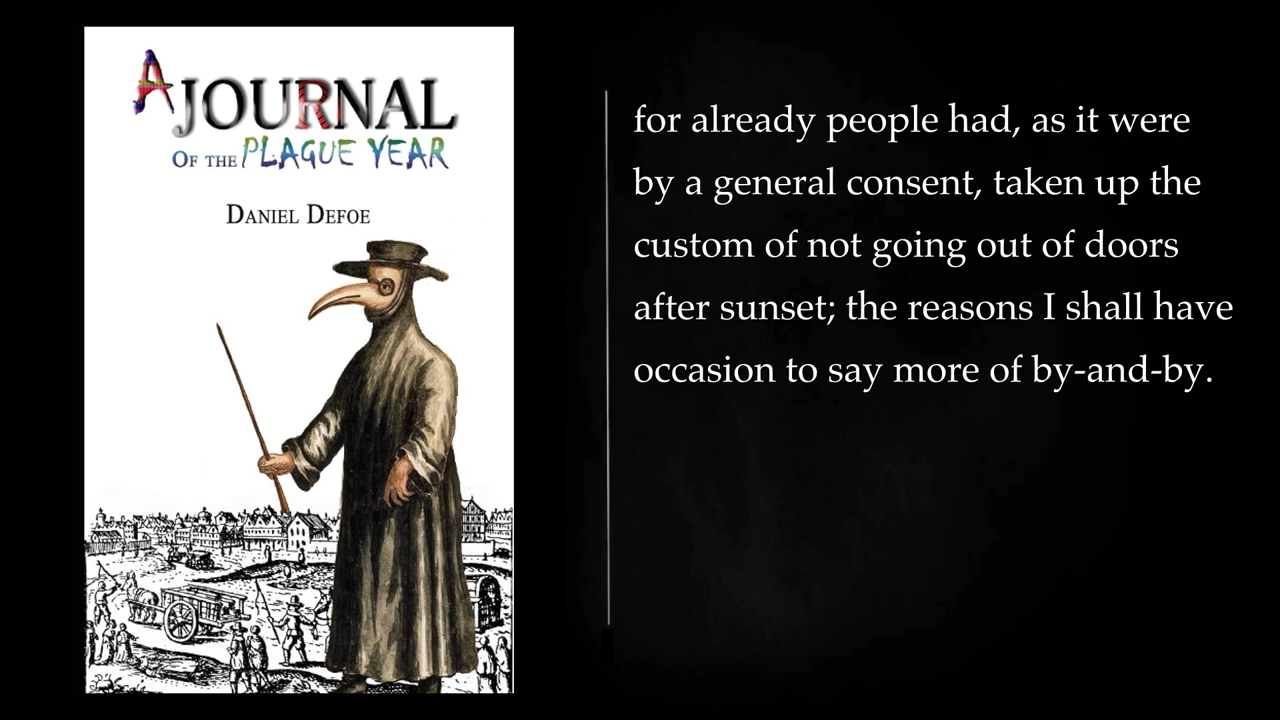 A JOURNAL
OF THE PLAGUE YEAR
DANIEL DEFOE
for already people had, as it were
by a general consent, taken up the
custom of not going out of doors
after sunset; the reasons I shall have
occasion to say more of by-and-by.